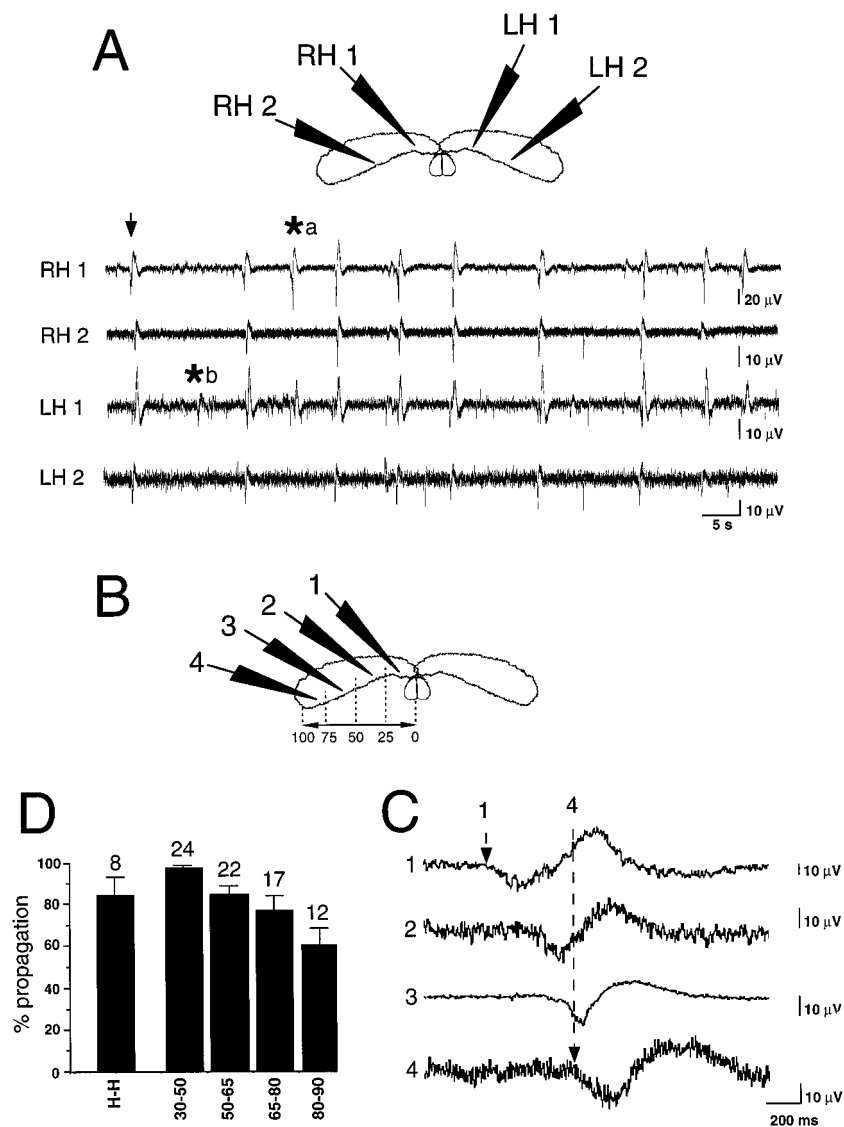 A
RH 1
LH 1
RH 2
LH 2
*a
RH 1
20 µV
RH 2
10 µV
*b
LH 1
10 µV
LH 2
10 µV
5 s
B
1
2
3
4
100 75 50 25 0
D
8
24
22
17
12
100
80
60
40
20
0
% propagation
H-H
30-50
50-65
65-80
80-90
C
1
4
1
10 µV
2
10 µV
3
10 µV
4
10 µV
200 ms